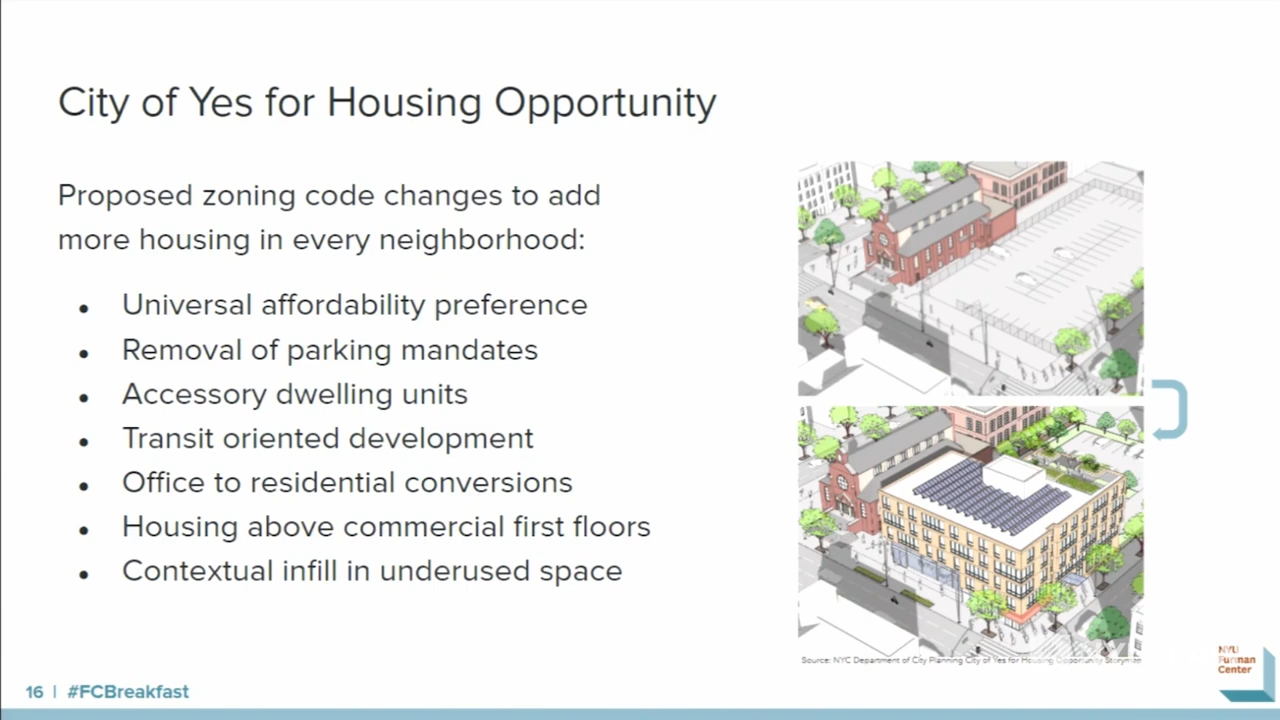 City of Yes for Housing Opportunity
Proposed zoning code changes to add
more housing in every neighborhood:
• Universal affordability preference
• Removal of parking mandates
• Accessory dwelling units
• Transit oriented development
• Office to residential conversions
• Housing above commercial first floors
• Contextual infill in underused space
Source: NYC Department of City Planning City of Yes for Housing Opportunity
NYU
Furman
Center
16 | #FCBreakfast